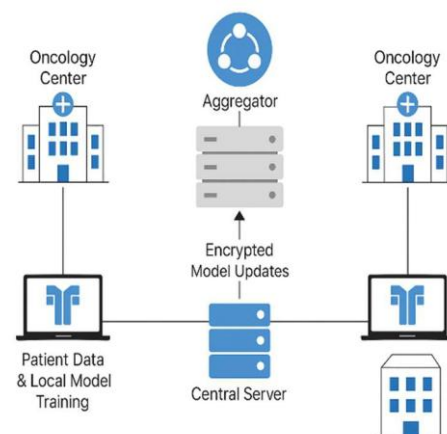 Oncology
Center
Aggregator
Oncology
Center
Encrypted
Model Updates
Patient Data
& Local Model
Training
Central Server